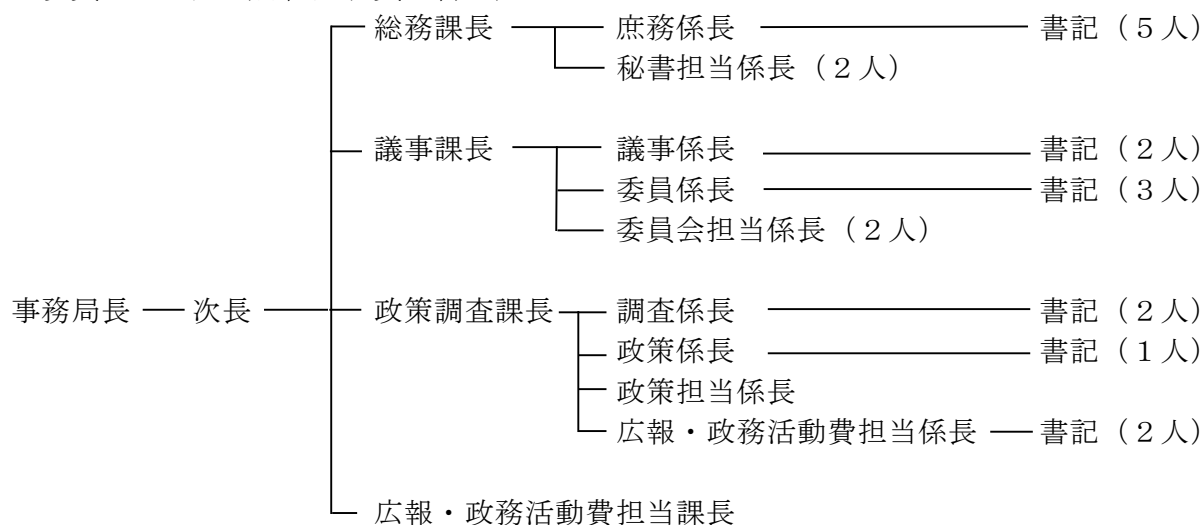 総務課長 庶務係長 書記（５人）
秘書担当係長（２人）
議事課長 議事係長 書記（２人）
委員係長 書記（３人）
委員会担当係長（２人）
事務局長 次長 政策調査課長 調査係長 書記（２人）
政策係長 書記（１人）
政策担当係長
広報・政務活動費担当係長 書記（２人）
広報・政務活動費担当課長